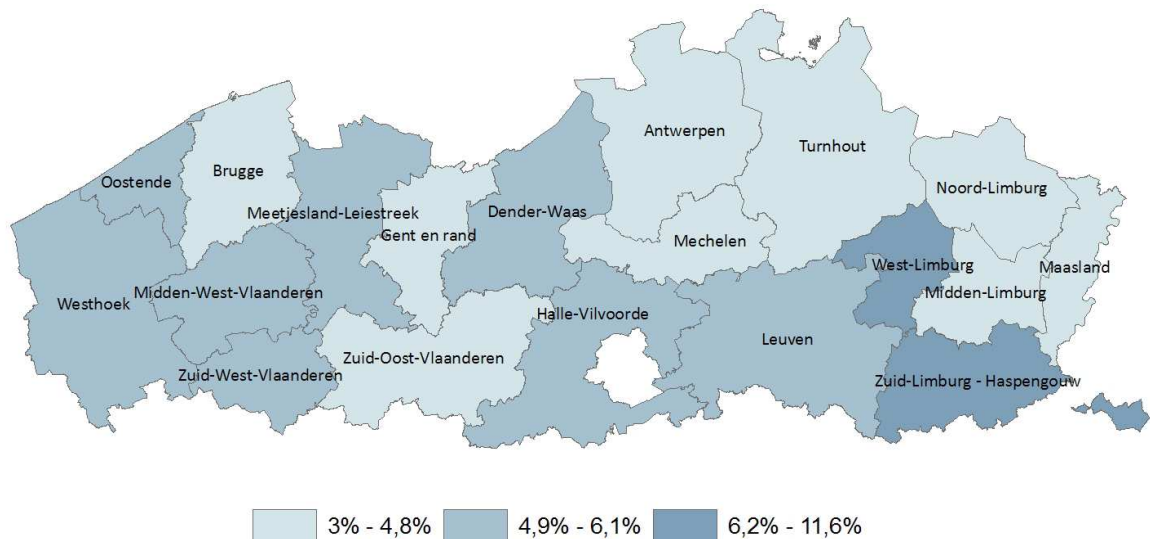 Antwerpen
Turnhout
Brugge
Oostende
Noord-Limburg
Meetjesland-Leiestreek
Dender-Waas
Gent en rand
Mechelen
West-Limburg
Maasland
Midden-West-Vlaanderen
Midden-Limburg
Westhoek
Halle-Vilvoorde
Leuven
Zuid-Oost-Vlaanderen
Zuid-West-Vlaanderen
Zuid-Limburg - Haspengouw
3% - 4,8%
4,9% - 6,1%
6,2% - 11,6%